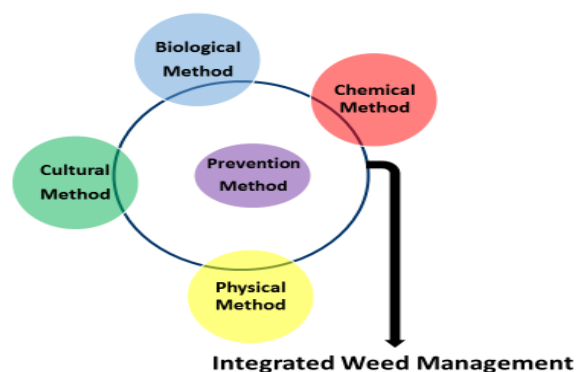 Biological
Method
Chemical
Method
Cultural
Method
Prevention
Method
Physical
Method
Integrated Weed Management